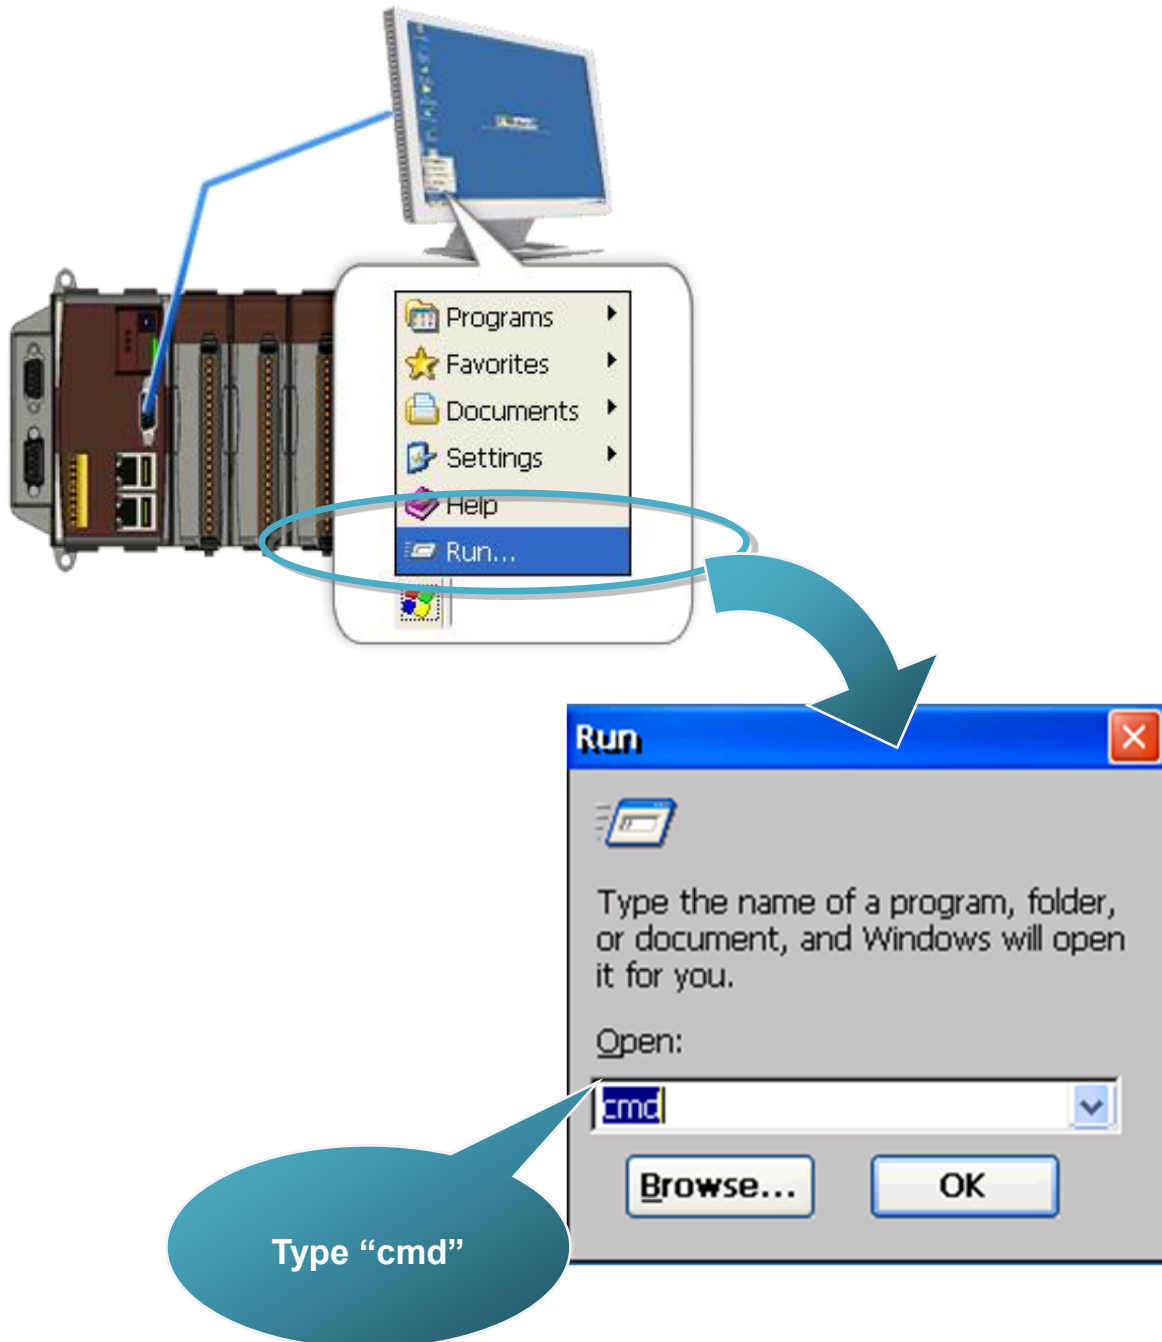 Programs
Favorites
Documents
Settings
Help
Run...
Run
Type the name of a program, folder,
or document, and Windows will open
it for you.
Open:
cmd
Browse...
OK
Type “cmd”